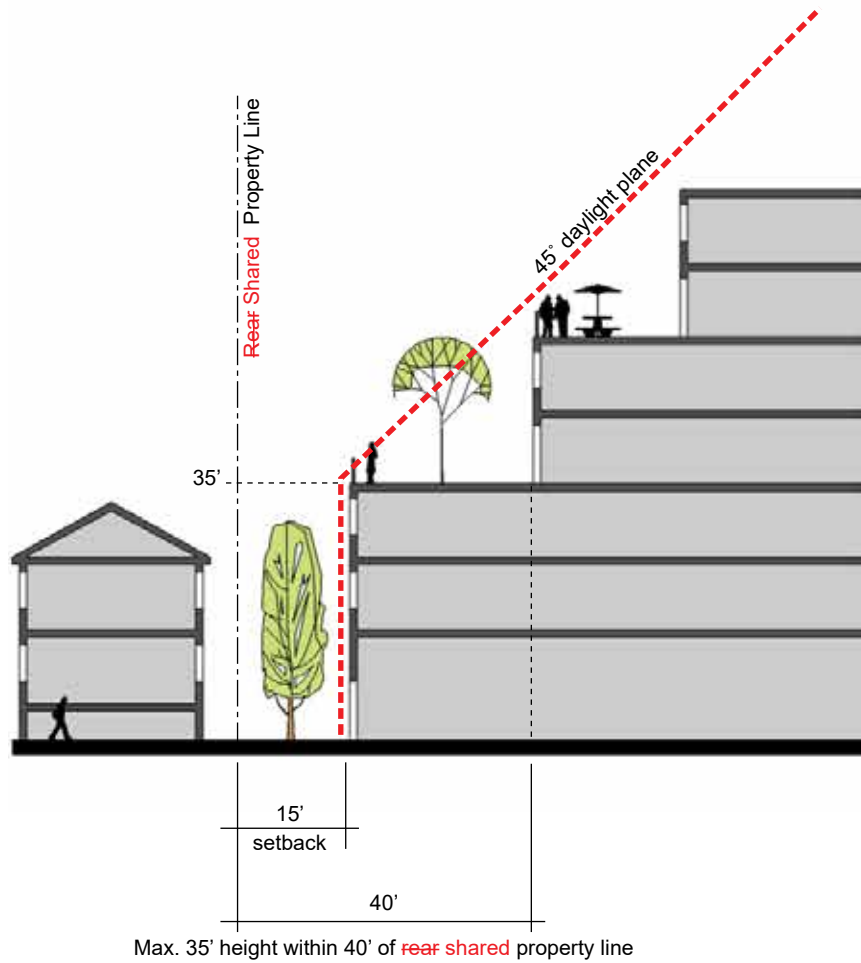 Rear Shared Property Line
45° daylight plane
35’
15’
setback
40’
Max. 35’ height within 40’ of rear shared property line